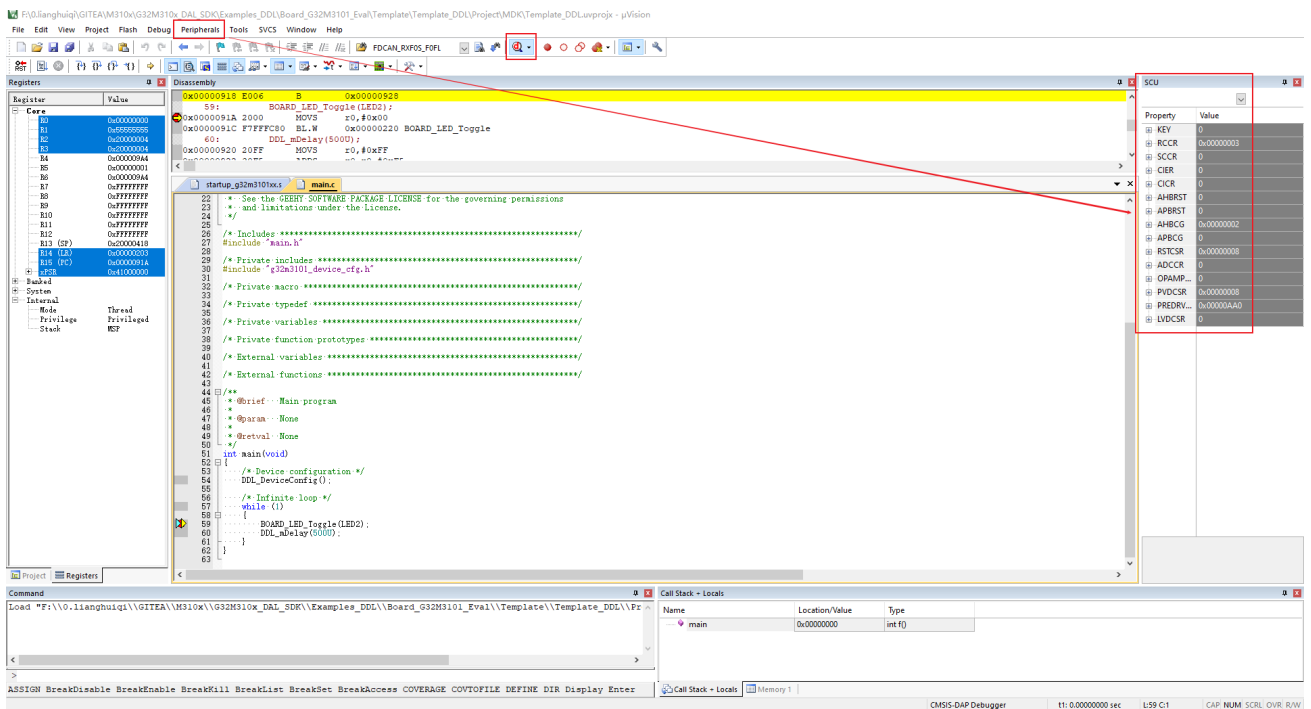 F:\0.lianghuiqi\GITEA\M310x\G32M310x_DAL_SDK\Examples_DDL\Board_G32M3101_Eval\Template\Template_DDL\Project\MDK\Template_DDL.uvprojx - µVision
File Edit View Project Flash Debug Peripherals Tools SVCS Window Help
FDCAN_RXF0S_F0FL
RST
Registers
Register Value
Core
R0 0x00000000
R1 0x55555555
R2 0x20000004
R3 0x20000004
R4 0x000009A4
R5 0x00000001
R6 0x000009A4
R7 0xFFFFFFFF
R8 0xFFFFFFFF
R9 0xFFFFFFFF
R10 0xFFFFFFFF
R11 0xFFFFFFFF
R12 0xFFFFFFFF
R13 (SP) 0x20000418
R14 (LR) 0x00000203
R15 (PC) 0x0000091A
xPSR 0x41000000
Banked
System
Internal
Mode Thread
Privilege Privileged
Stack MSP
Project Registers
Disassembly
0x00000918 E006 B 0x00000928
59: BOARD_LED_Toggle(LED2);
0x0000091A 2000 MOVS r0,#0x00
0x0000091C F7FFFC80 BL.W 0x00000220 BOARD_LED_Toggle
60: DDL_mDelay(500U);
0x00000920 20FF MOVS r0,#0xFF
startup_g32m3101xx.s main.c
22 * See the GEEHY SOFTWARE PACKAGE LICENSE for the governing permissions
23 * and limitations under the License.
24 */
25
26 /* Includes ***********************************************************/
27 #include "main.h"
28
29 /* Private includes ***************************************************/
30 #include "g32m3101_device_cfg.h"
31
32 /* Private macro ******************************************************/
33
34 /* Private typedef ****************************************************/
35
36 /* Private variables **************************************************/
37
38 /* Private function prototypes ****************************************/
39
40 /* External variables *************************************************/
41
42 /* External functions *************************************************/
43
44 /**
45 * @brief Main program
46 *
47 * @param None
48 *
49 * @retval None
50 */
51 int main(void)
52 {
53 /* Device configuration */
54 DDL_DeviceConfig();
55
56 /* Infinite loop */
57 while (1)
58 {
59 BOARD_LED_Toggle(LED2);
60 DDL_mDelay(500U);
61 }
62 }
63
SCU
Property Value
KEY 0
RCCR 0x00000003
SCCR 0
CIER 0
CICR 0
AHBRST 0
APBRST 0
AHBCG 0x00000002
APBCG 0
RSTCSR 0x00000008
ADCCR 0
OPAMP... 0
PVDCSR 0x00000008
PREDRV... 0x00000AA0
LVDCSR 0
Command
Load "F:\\0.lianghuiqi\\GITEA\\M310x\\G32M310x_DAL_SDK\\Examples_DDL\\Board_G32M3101_Eval\\Template\\Template_DDL\\Pr
>
ASSIGN BreakDisable BreakEnable BreakKill BreakList BreakSet BreakAccess COVERAGE COVTOFILE DEFINE DIR Display Enter
Call Stack + Locals
Name Location/Value Type
main 0x00000000 int f()
Call Stack + Locals Memory 1
CMSIS-DAP Debugger t1: 0.00000000 sec L:59 C:1 CAP NUM SCRL OVR R/W